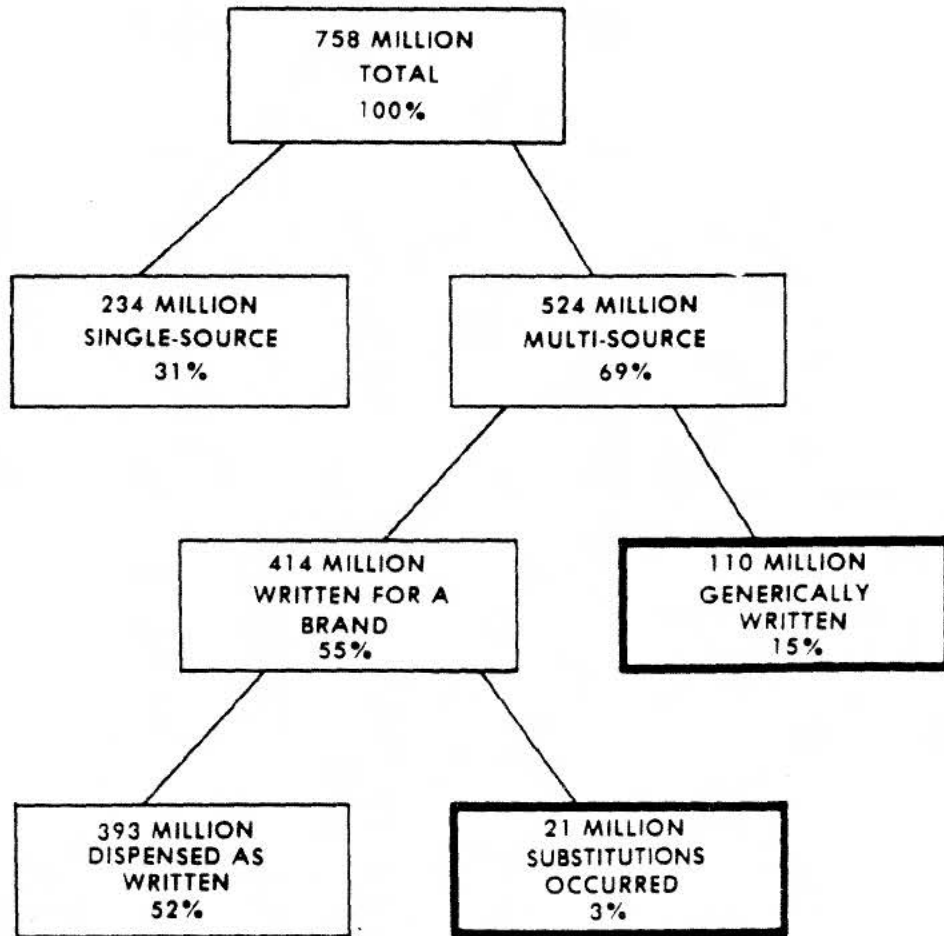 758 MILLION
TOTAL
100%
234 MILLION
SINGLE-SOURCE
31%
524 MILLION
MULTI-SOURCE
69%
414 MILLION
WRITTEN FOR A
BRAND
55%
110 MILLION
GENERICALLY
WRITTEN
15%
393 MILLION
DISPENSED AS
WRITTEN
52%
21 MILLION
SUBSTITUTIONS
OCCURRED
3%